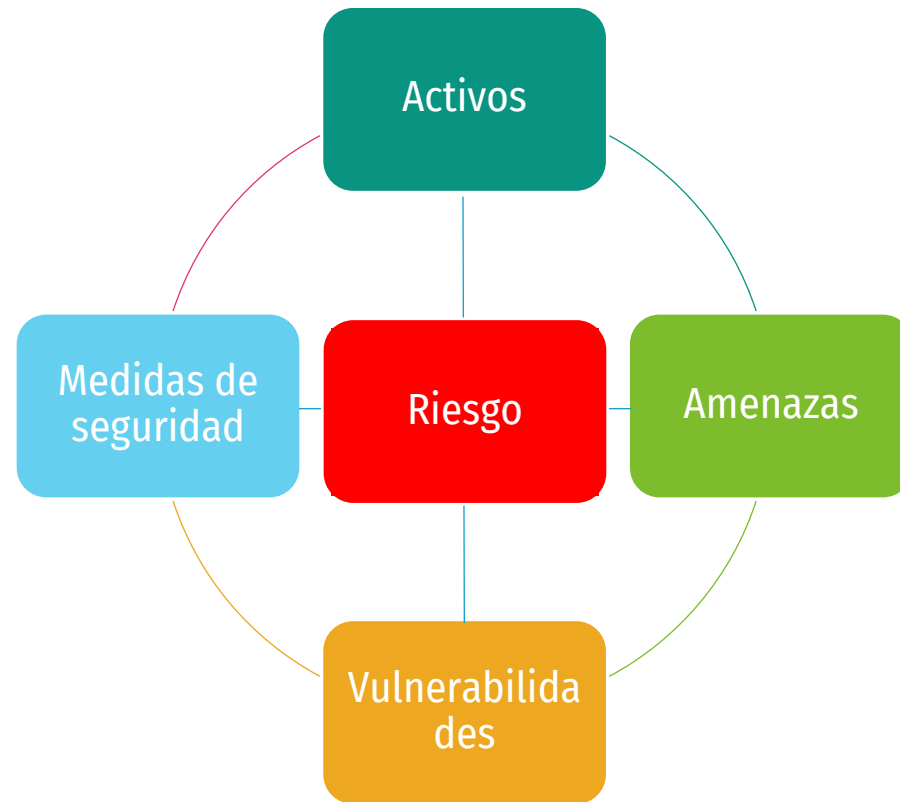 Activos
Medidas de
seguridad
Riesgo
Amenazas
Vulnerabilida
des